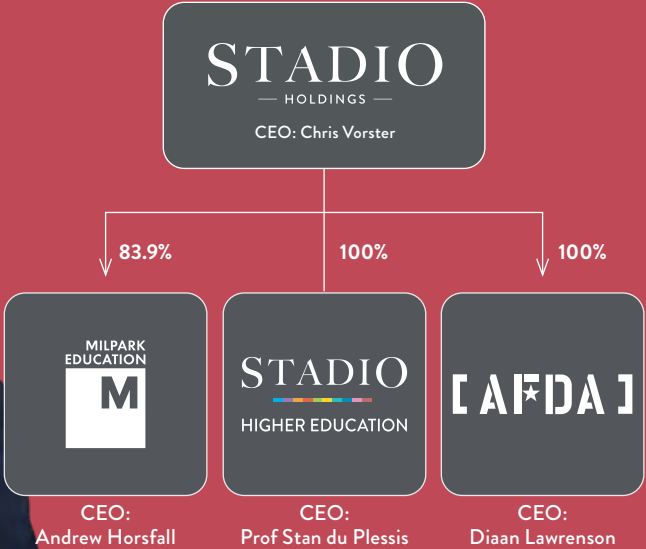 STADIO
HOLDINGS
CEO: Chris Vorster
83.9%
100%
100%
MILPARK
EDUCATION
M
STADIO
HIGHER EDUCATION
[AFDA]
CEO:
Andrew Horsfall
CEO:
Prof Stan du Plessis
CEO:
Diaan Lawrenson